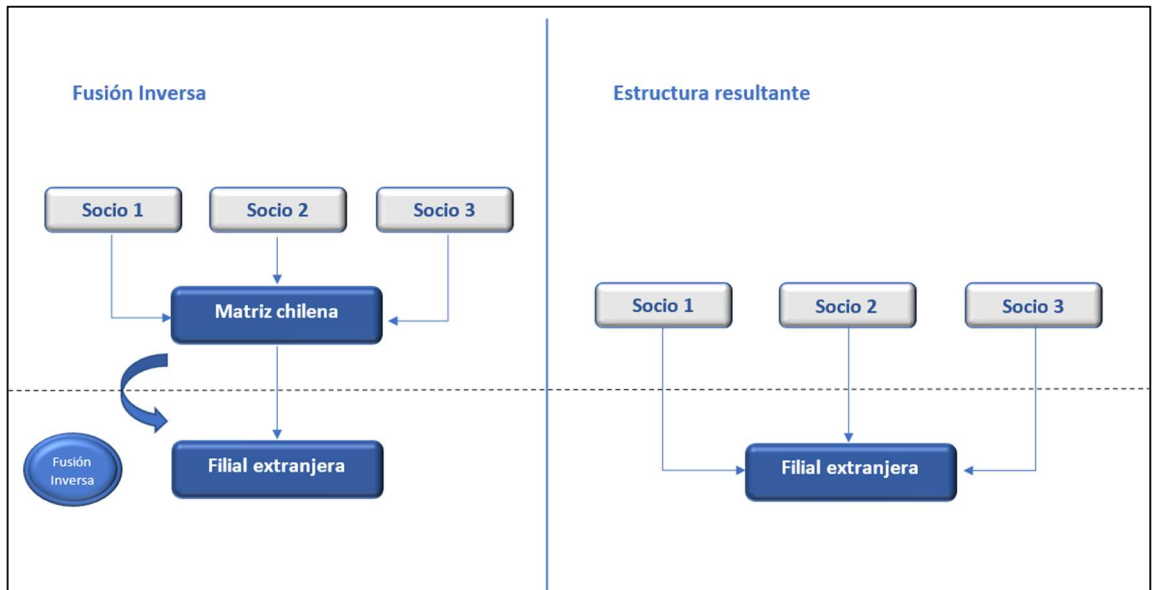 Fusión Inversa
Socio 1
Socio 2
Socio 3
Matriz chilena
Filial extranjera
Fusión
Inversa
Estructura resultante
Socio 1
Socio 2
Socio 3
Filial extranjera